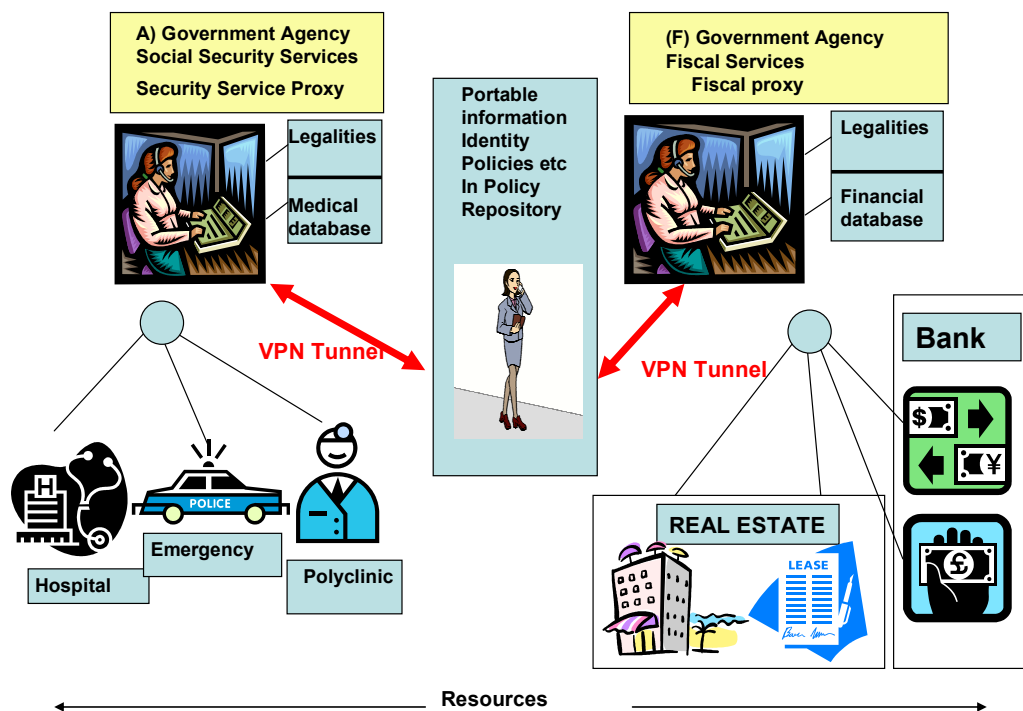 A) Government Agency
Social Security Services
Security Service Proxy
Legalities
Medical
database
Portable
information
Identity
Policies etc
In Policy
Repository
(F) Government Agency
Fiscal Services
Fiscal proxy
Legalities
Financial
database
VPN Tunnel
VPN Tunnel
H
POLICE
Hospital
Emergency
Polyclinic
REAL ESTATE
LEASE
Bank
$
¥
£
Resources